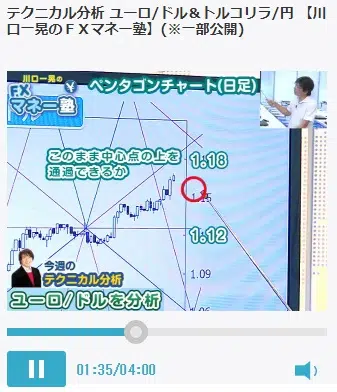 テクニカル分析 ユーロ/ドル＆トルコリラ/円 【川
口一晃のＦＸマネー塾】(※一部公開)
川口一晃の
FX ¥
マネー塾
ペンタゴンチャート(日足)
このまま中心点の上を
通過できるか
1.18
1.15
1.12
1.09
1.06
今週の
テクニカル分析
ユーロ/ドルを分析
01:35/04:00